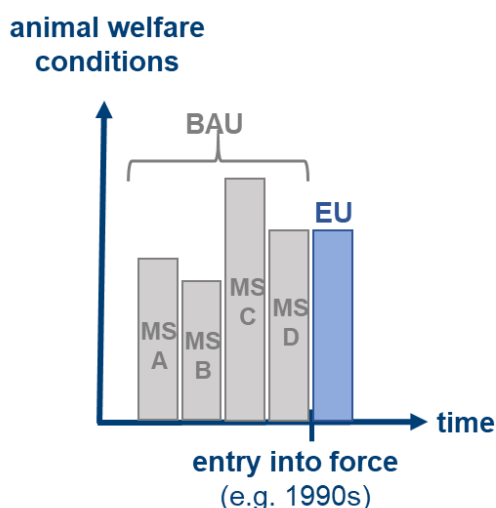 animal welfare
conditions
BAU
EU
MS
A
MS
B
MS
C
MS
D
time
entry into force
(e.g. 1990s)